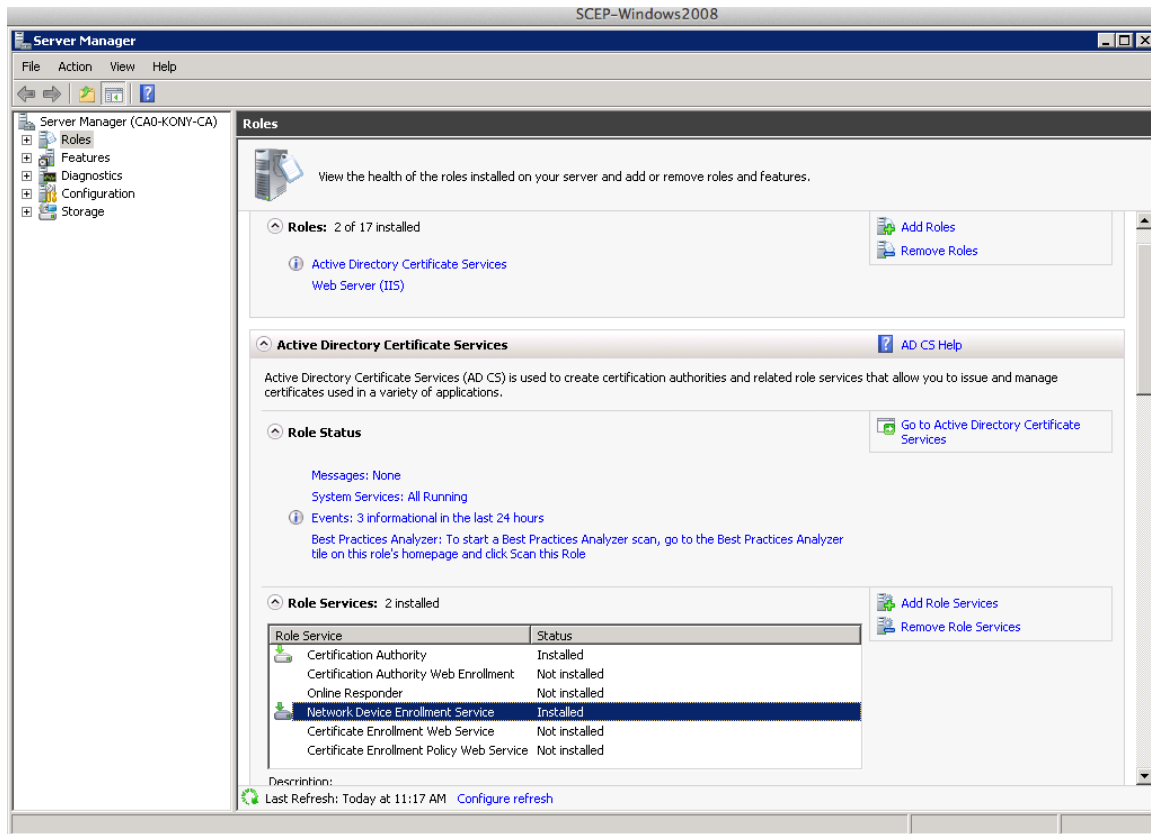 SCEP-Windows2008
Server Manager
File Action View Help
Server Manager (CA0-KONY-CA)
Roles
Features
Diagnostics
Configuration
Storage
Roles
View the health of the roles installed on your server and add or remove roles and features.
Roles: 2 of 17 installed
Add Roles
Remove Roles
Active Directory Certificate Services
Web Server (IIS)
Active Directory Certificate Services
AD CS Help
Active Directory Certificate Services (AD CS) is used to create certification authorities and related role services that allow you to issue and manage
certificates used in a variety of applications.
Role Status
Go to Active Directory Certificate
Services
Messages: None
System Services: All Running
Events: 3 informational in the last 24 hours
Best Practices Analyzer: To start a Best Practices Analyzer scan, go to the Best Practices Analyzer
tile on this role's homepage and click Scan this Role
Role Services: 2 installed
Add Role Services
Remove Role Services
Role Service Status
Certification Authority Installed
Certification Authority Web Enrollment Not installed
Online Responder Not installed
Network Device Enrollment Service Installed
Certificate Enrollment Web Service Not installed
Certificate Enrollment Policy Web Service Not installed
Description:
Last Refresh: Today at 11:17 AM Configure refresh